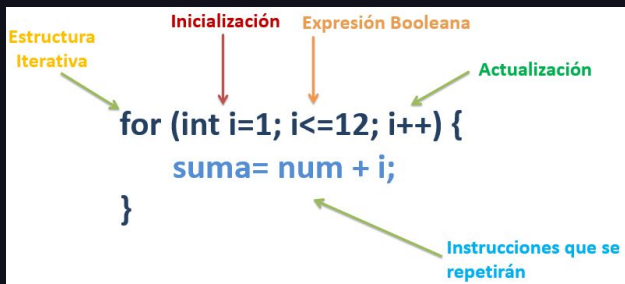 Inicialización
Expresión Booleana
Estructura
Iterativa
Actualización
for (int i=1; i<=12; i++) {
suma= num + i;
}
Instrucciones que se
repetirán